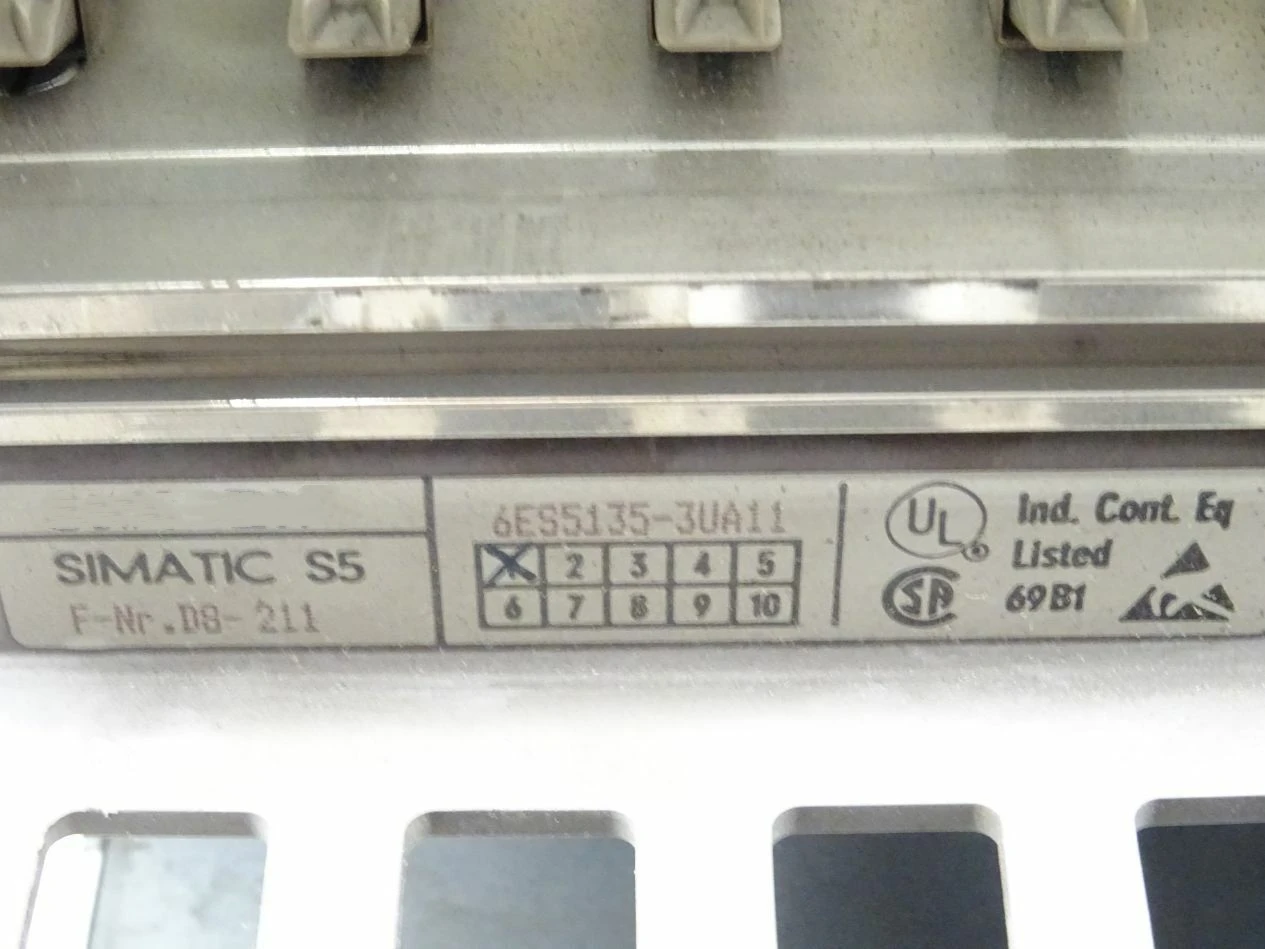 SIMATIC S5
F-Nr.D8-211
6ES5135-3UA11
X 2 3 4 5
6 7 8 9 10
UL Ind. Cont. Eq
Listed
SA 69B1